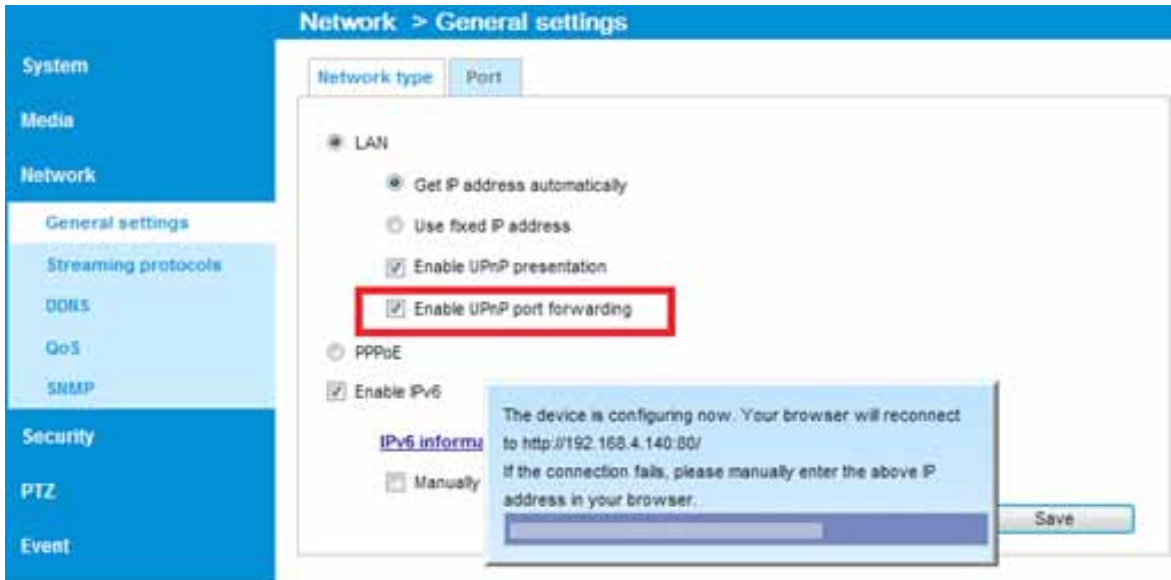 Network > General settings
System
Media
Network
General settings
Streaming protocols
DDNS
QoS
SNMP
Security
PTZ
Event
Network type
Port
LAN
Get IP address automatically
Use fixed IP address
Enable UPnP presentation
Enable UPnP port forwarding
PPPoE
Enable IPv6
IPv6 informa
Manually
The device is configuring now. Your browser will reconnect
to http://192.168.4.140:80/
If the connection fails, please manually enter the above IP
address in your browser.
Save